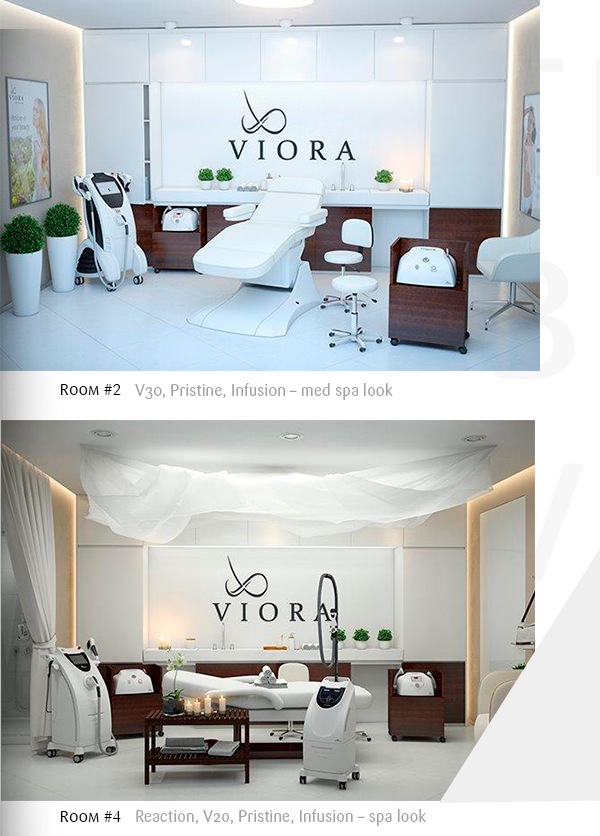 VIORA
Room #2 V30, Pristine, Infusion – med spa look
VIORA
Room #4 Reaction, V20, Pristine, Infusion – spa look